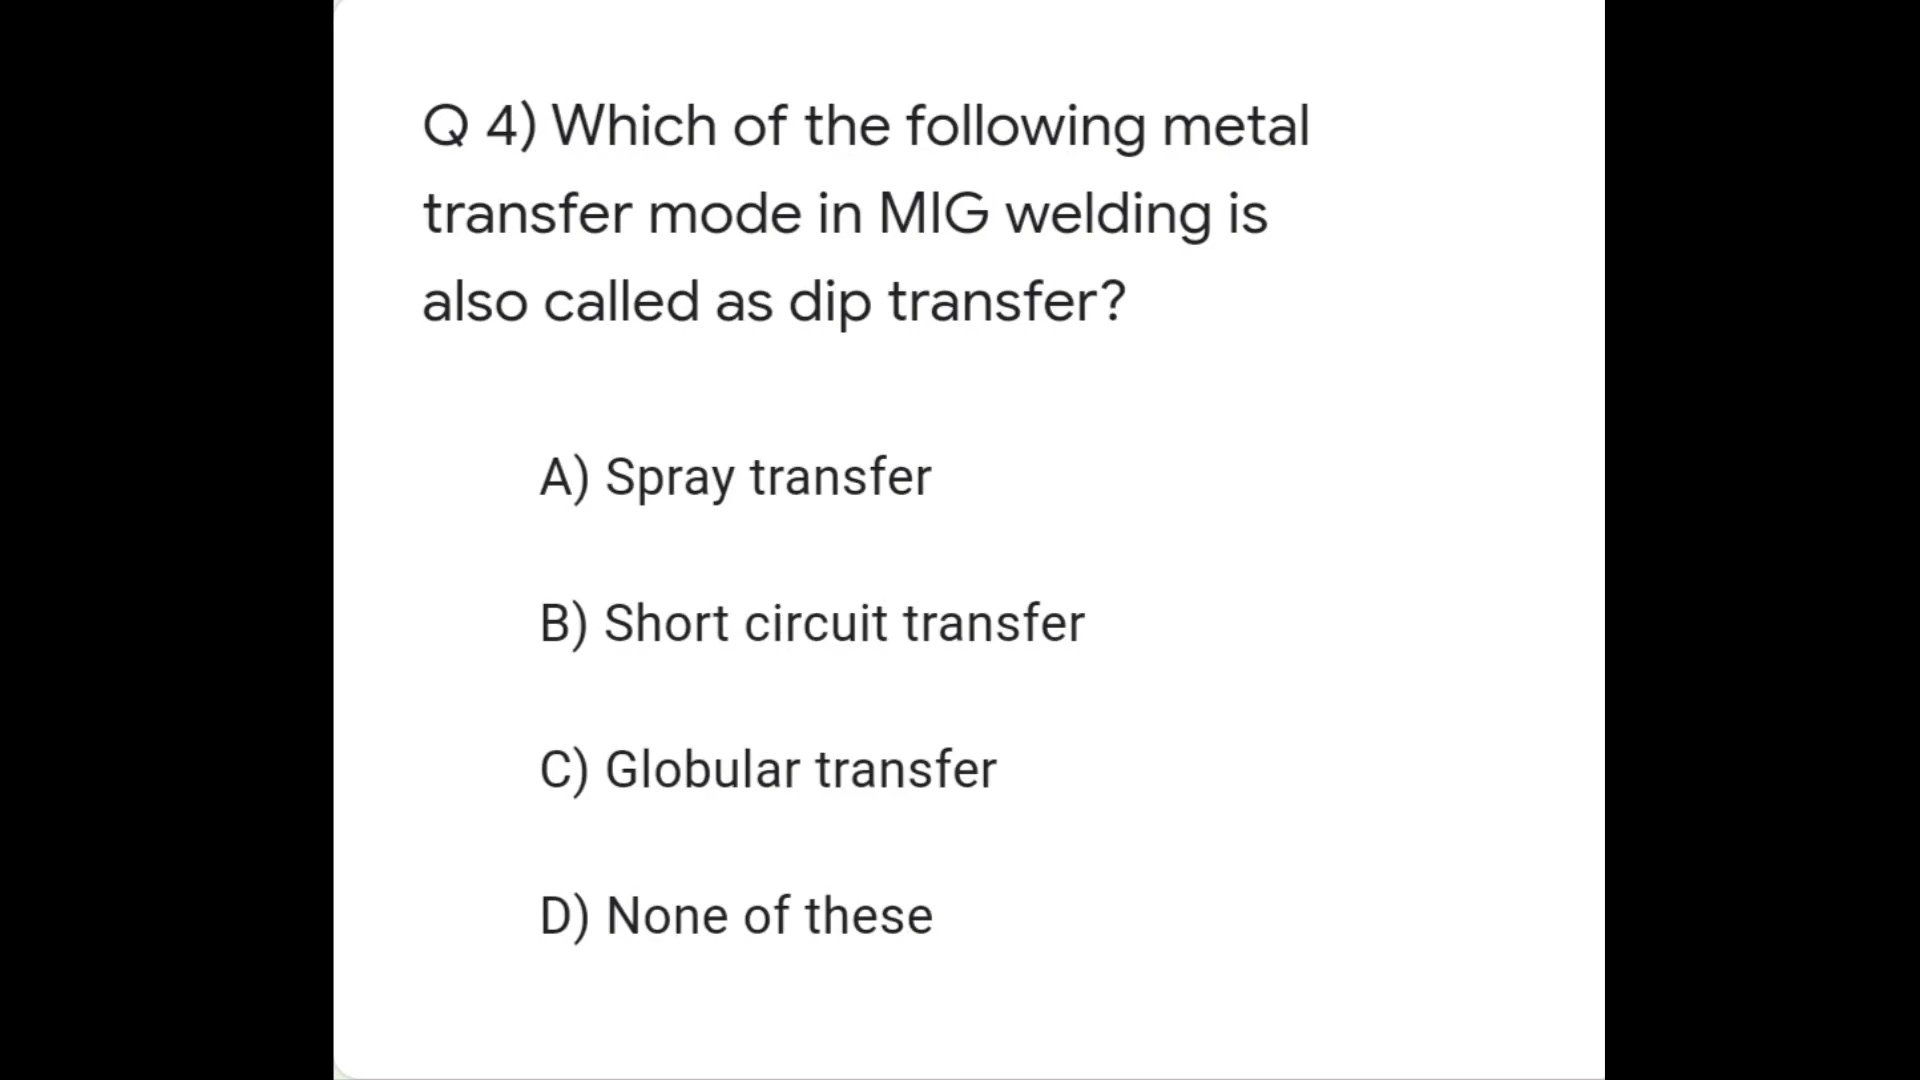 Q 4) Which of the following metal
transfer mode in MIG welding is
also called as dip transfer?
A) Spray transfer
B) Short circuit transfer
C) Globular transfer
D) None of these